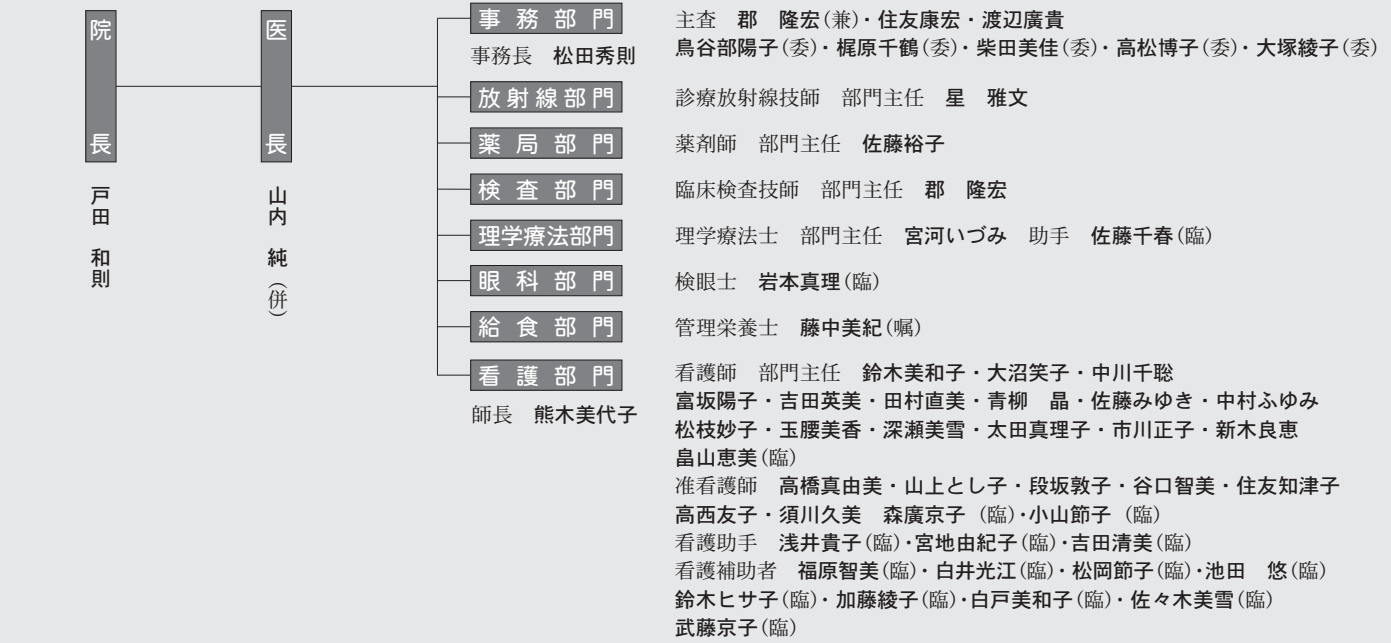 院長
戸田 和則
医長
山内 純（併）
事務部門
事務長　松田秀則
主査　郡　隆宏(兼)・住友康宏・渡辺廣貴
鳥谷部陽子(委)・梶原千鶴(委)・柴田美佳(委)・高松博子(委)・大塚綾子(委)
放射線部門
診療放射線技師　部門主任　星　雅文
薬局部門
薬剤師　部門主任　佐藤裕子
検査部門
臨床検査技師　部門主任　郡　隆宏
理学療法部門
理学療法士　部門主任　宮河いづみ　助手　佐藤千春(臨)
眼科部門
検眼士　岩本真理(臨)
給食部門
管理栄養士　藤中美紀(嘱)
看護部門
師長　熊木美代子
看護師　部門主任　鈴木美和子・大沼笑子・中川千聡
富坂陽子・吉田英美・田村直美・青柳　晶・佐藤みゆき・中村ふゆみ
松枝妙子・玉腰美香・深瀬美雪・太田真理子・市川正子・新木良恵
畠山恵美(臨)
准看護師　高橋真由美・山上とし子・段坂敦子・谷口智美・住友知津子
高西友子・須川久美　森廣京子 (臨)・小山節子 (臨)
看護助手　浅井貴子(臨)・宮地由紀子(臨)・吉田清美(臨)
看護補助者　福原智美(臨)・白井光江(臨)・松岡節子(臨)・池田　悠(臨)
鈴木ヒサ子(臨)・加藤綾子(臨)・白戸美和子(臨)・佐々木美雪(臨)
武藤京子(臨)